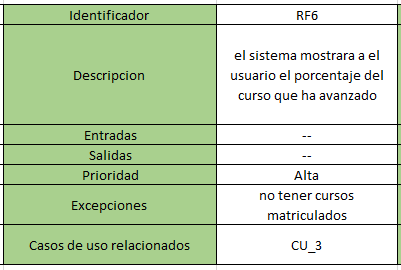 Identificador RF6
Descripcion el sistema mostrara a el
usuario el porcentaje del
curso que ha avanzado
Entradas --
Salidas --
Prioridad Alta
Excepciones no tener cursos
matriculados
Casos de uso relacionados CU_3